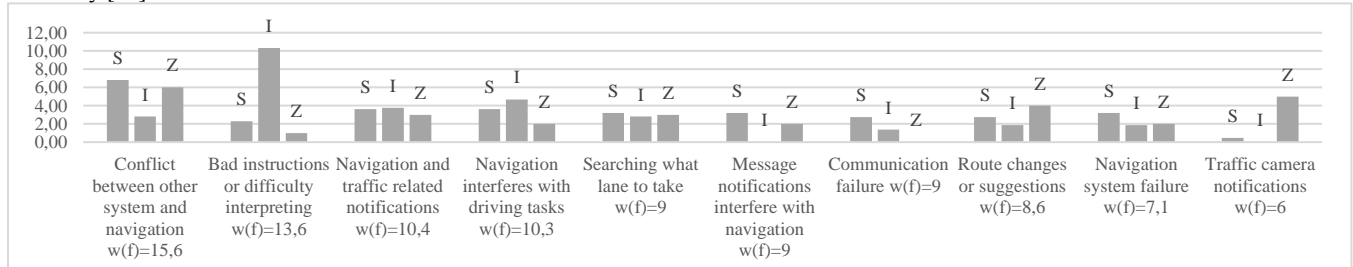 12,00
10,00
8,00
6,00
4,00
2,00
0,00
S I Z
S I Z
S I Z
S I Z
S I Z
S I Z
S I Z
S I Z
S I Z
S I Z
Conflict
between other
system and
navigation
w(f)=15,6
Bad instructions
or difficulty
interpreting
w(f)=13,6
Navigation and
traffic related
notifications
w(f)=10,4
Navigation
interferes with
driving tasks
w(f)=10,3
Searching what
lane to take
w(f)=9
Message
notifications
interfere with
navigation
w(f)=9
Communication
failure w(f)=9
Route changes
or suggestions
w(f)=8,6
Navigation
system failure
w(f)=7,1
Traffic camera
notifications
w(f)=6